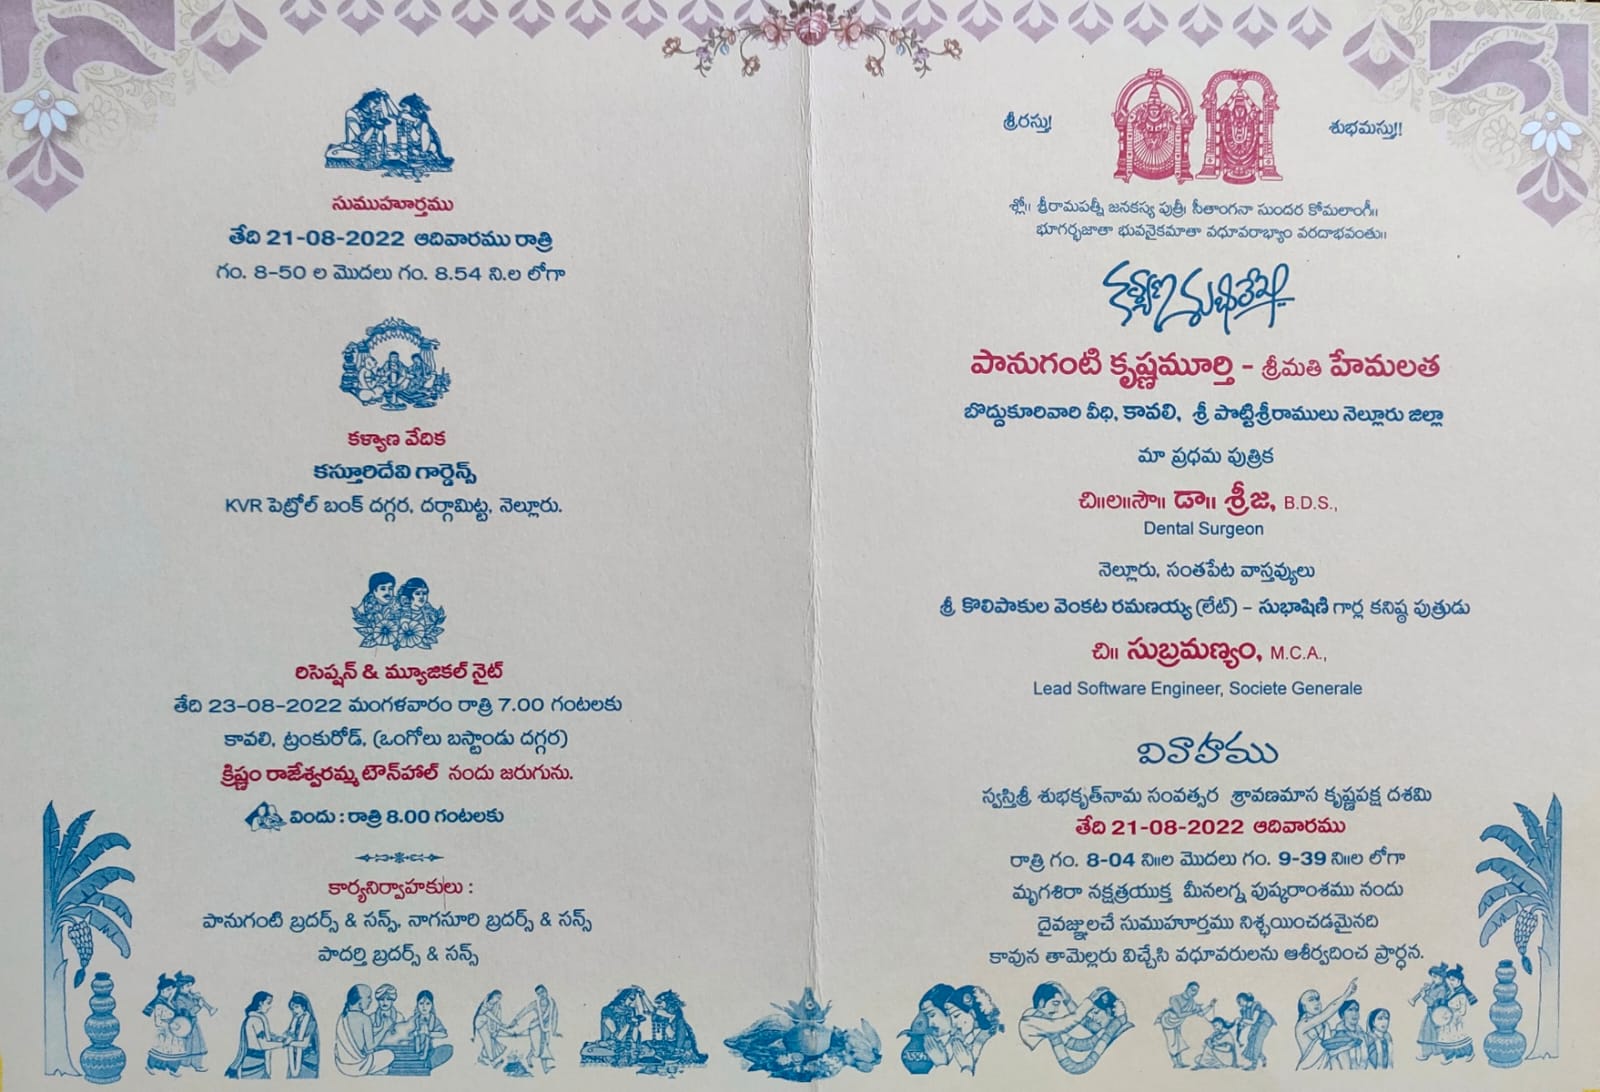 సుముహూర్తము
తేది 21-08-2022 ఆదివారము రాత్రి
గం. 8-50 ల మొదలు గం. 8.54 ని.ల లోగా
కళ్యాణ వేదిక
కస్తూరిదేవి గార్డెన్స్
KVR పెట్రోల్ బంక్ దగ్గర, దర్గామిట్ట, నెల్లూరు.
రిసెప్షన్ & మ్యూజికల్ నైట్
తేది 23-08-2022 మంగళవారం రాత్రి 7.00 గంటలకు
కావలి, ట్రంకురోడ్, (ఒంగోలు బస్టాండు దగ్గర)
క్రిష్ణం రాజేశ్వరమ్మ టౌన్‌హాల్ నందు జరుగును.
విందు : రాత్రి 8.00 గంటలకు
కార్యనిర్వాహకులు :
పానుగంటి బ్రదర్స్ & సన్స్, నాగసూరి బ్రదర్స్ & సన్స్
పాదర్తి బ్రదర్స్ & సన్స్
శ్రీరస్తు!
శుభమస్తు!!
శ్లో॥ శ్రీరామపత్నీ జనకస్య పుత్రీ। సీతాంగనా సుందర కోమలాంగీ॥
భూగర్భజాతా భువనైకమాతా వధూవరాభ్యాం వరదాభవంతు॥
కళ్యాణ శుభలేఖ
పానుగంటి కృష్ణమూర్తి - శ్రీమతి హేమలత
బొద్దుకూరివారి వీధి, కావలి, శ్రీ పొట్టిశ్రీరాములు నెల్లూరు జిల్లా
మా ప్రధమ పుత్రిక
చి॥ల॥సౌ॥ డా॥ శ్రీజ, B.D.S.,
Dental Surgeon
నెల్లూరు, సంతపేట వాస్తవ్యులు
శ్రీ కొలిపాకుల వెంకట రమణయ్య (లేట్) - సుభాషిణి గార్ల కనిష్ఠ పుత్రుడు
చి॥ సుబ్రమణ్యం, M.C.A.,
Lead Software Engineer, Societe Generale
వివాహము
స్వస్తిశ్రీ శుభకృత్‌నామ సంవత్సర శ్రావణమాస కృష్ణపక్ష దశమి
తేది 21-08-2022 ఆదివారము
రాత్రి గం. 8-04 ని॥ల మొదలు గం. 9-39 ని॥ల లోగా
మృగశిరా నక్షత్రయుక్త మీనలగ్న పుష్కరాంశము నందు
దైవజ్ఞులచే సుముహూర్తము నిశ్చయించడమైనది
కావున తామెల్లరు విచ్చేసి వధూవరులను ఆశీర్వదించ ప్రార్ధన.